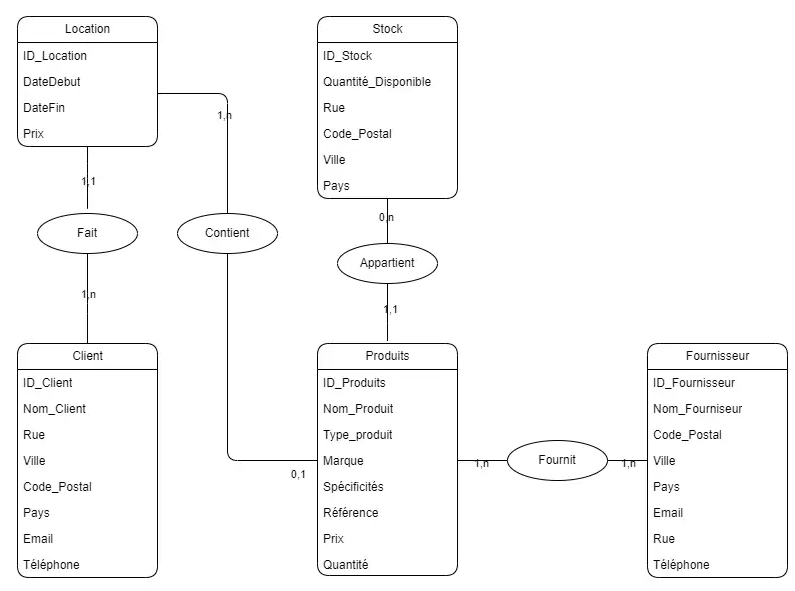 Location
ID_Location
DateDebut
DateFin
Prix
Stock
ID_Stock
Quantité_Disponible
Rue
Code_Postal
Ville
Pays
1,n
1,1
Fait
Contient
0,n
Appartient
1,n
1,1
Client
ID_Client
Nom_Client
Rue
Ville
Code_Postal
Pays
Email
Téléphone
0,1
Produits
ID_Produits
Nom_Produit
Type_produit
Marque
Spécificités
Référence
Prix
Quantité
1,n
Fournit
1,n
Fournisseur
ID_Fournisseur
Nom_Fourniseur
Code_Postal
Ville
Pays
Email
Rue
Téléphone